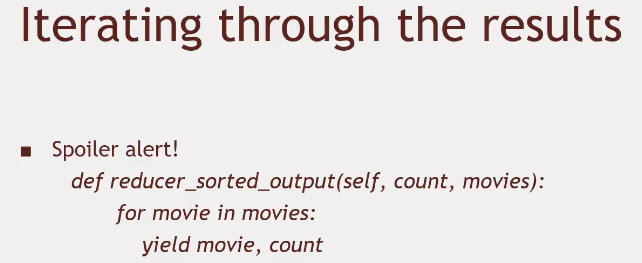 Iterating through the results
▪ Spoiler alert!
def reducer_sorted_output(self, count, movies):
for movie in movies:
yield movie, count